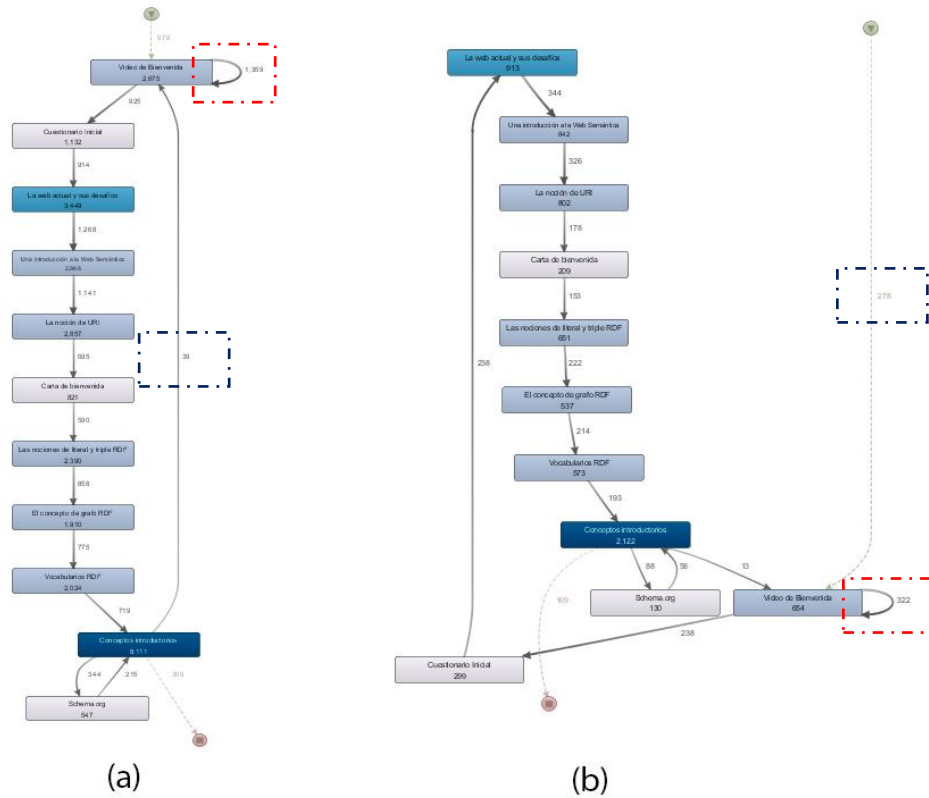 978
Video de Bienvenida
2.675
1.359
925
Cuestionario Inicial
1,132
914
La web actual y sus desafíos
3.449
1,268
Una introducción a la Web Semántica
1,141
La noción de URI
2.857
695
39
Carta de bienvenida
821
590
Las nociones de literal y triple RDF
2.390
858
El concepto de grafo RDF
1.910
775
Vocabularios RDF
2.024
719
Conceptos introductorios
6.111
344
215
Schema.org
547
(a)
La web actual y sus desafíos
913
344
Una introducción a la Web Semántica
842
326
La noción de URI
802
178
Carta de bienvenida
209
153
278
Las nociones de literal y triple RDF
651
238
222
El concepto de grafo RDF
537
214
Vocabularios RDF
573
193
Conceptos introductorios
2.122
88
58
13
169
Schema.org
130
Video de Bienvenida
654
322
238
Cuestionario Inicial
299
(b)